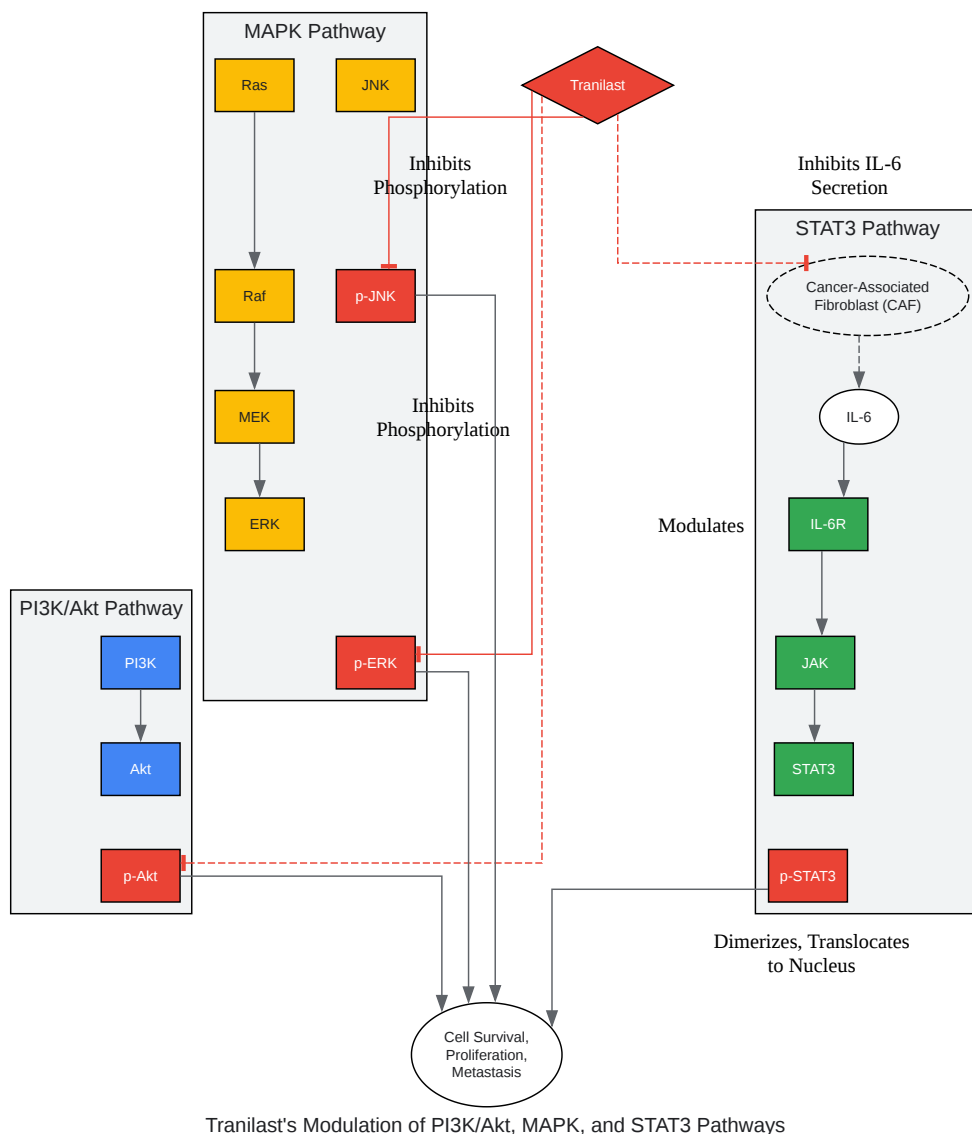 MAPK Pathway
Ras
JNK
Tranilast
Inhibits
Phosphorylation
Inhibits IL-6
Secretion
STAT3 Pathway
Raf
p-JNK
Cancer-Associated
Fibroblast (CAF)
MEK
Inhibits
Phosphorylation
IL-6
ERK
Modulates
IL-6R
PI3K/Akt Pathway
PI3K
p-ERK
JAK
Akt
STAT3
p-Akt
p-STAT3
Dimerizes, Translocates
to Nucleus
Cell Survival,
Proliferation,
Metastasis
Tranilast's Modulation of PI3K/Akt, MAPK, and STAT3 Pathways